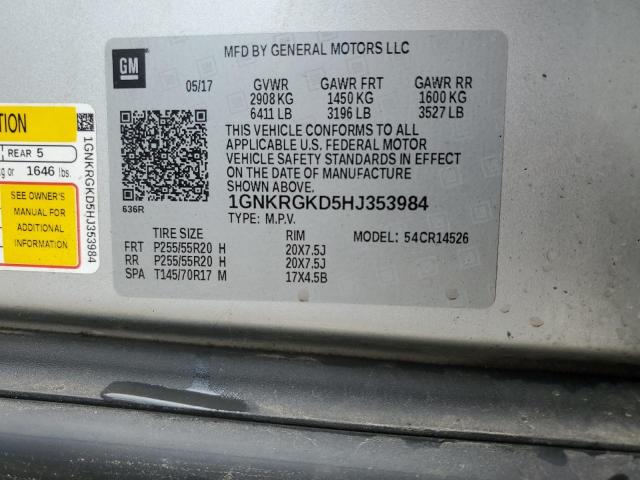 GM
MFD BY GENERAL MOTORS LLC
05/17 GVWR GAWR FRT GAWR RR
2908 KG 1450 KG 1600 KG
6411 LB 3196 LB 3527 LB
THIS VEHICLE CONFORMS TO ALL
APPLICABLE U.S. FEDERAL MOTOR
VEHICLE SAFETY STANDARDS IN EFFECT
ON THE DATE OF MANUFACTURE
SHOWN ABOVE.
636R
1GNKRGKD5HJ353984
TYPE: M.P.V.
TIRE SIZE RIM MODEL: 54CR14526
FRT P255/55R20 H 20X7.5J
RR P255/55R20 H 20X7.5J
SPA T145/70R17 M 17X4.5B
REAR 5
or 1646 lbs.
SEE OWNER'S
MANUAL FOR
ADDITIONAL
INFORMATION
1GNKRGKD5HJ353984